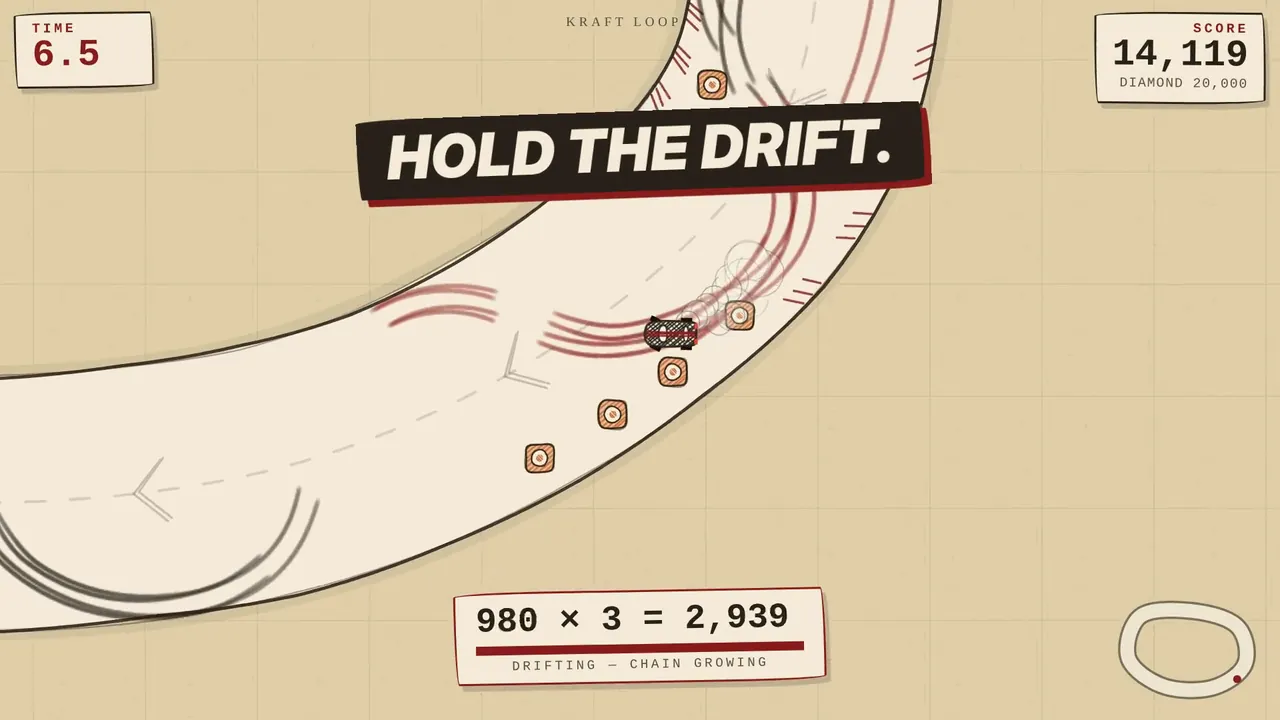 KRAFT LOOP
TIME
6.5
SCORE
14,119
DIAMOND 20,000
HOLD THE DRIFT.
980 × 3 = 2,939
DRIFTING — CHAIN GROWING